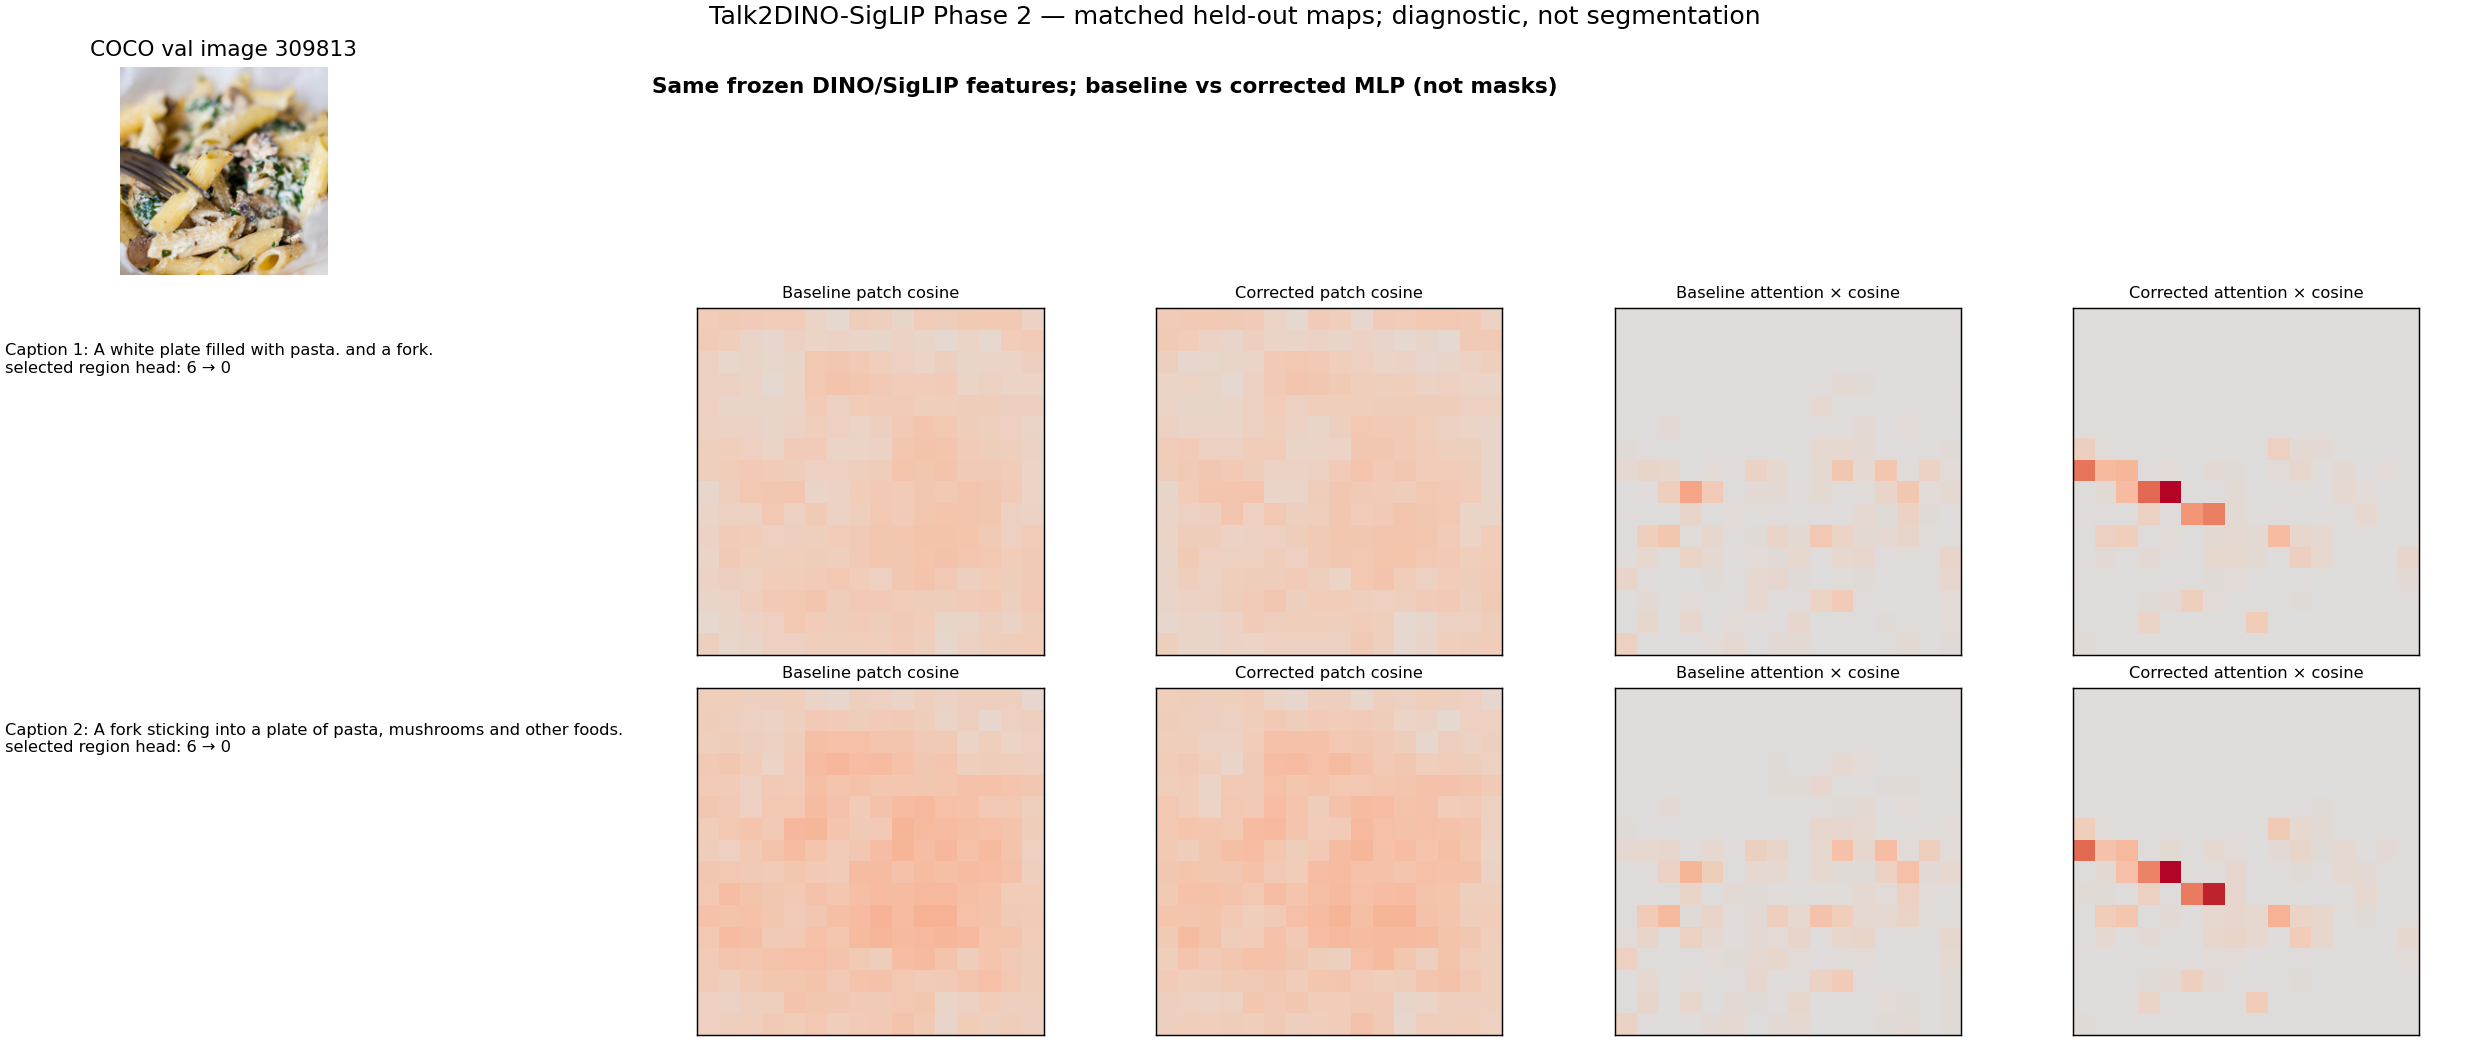 Talk2DINO-SigLIP Phase 2 — matched held-out maps; diagnostic, not segmentation
COCO val image 309813
Same frozen DINO/SigLIP features; baseline vs corrected MLP (not masks)
Baseline patch cosine
Corrected patch cosine
Baseline attention × cosine
Corrected attention × cosine
Caption 1: A white plate filled with pasta. and a fork.
selected region head: 6 → 0
Baseline patch cosine
Corrected patch cosine
Baseline attention × cosine
Corrected attention × cosine
Caption 2: A fork sticking into a plate of pasta, mushrooms and other foods.
selected region head: 6 → 0